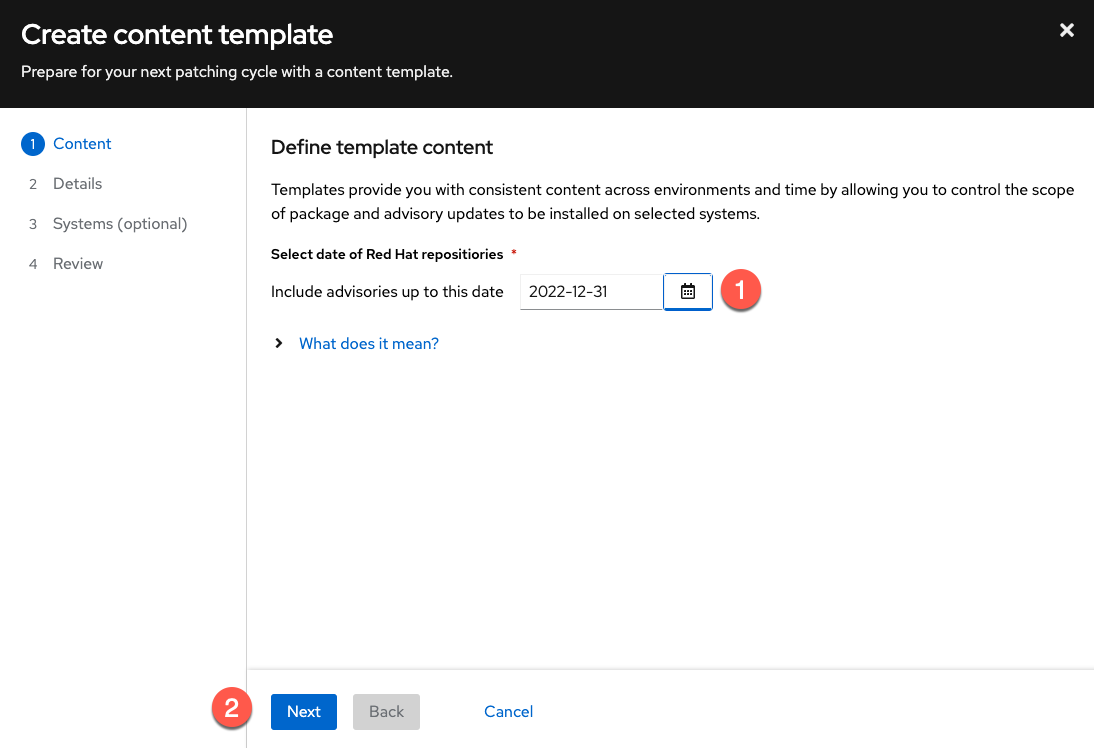 Create content template
Prepare for your next patching cycle with a content template.
1 Content
2 Details
3 Systems (optional)
4 Review
Define template content
Templates provide you with consistent content across environments and time by allowing you to control the scope
of package and advisory updates to be installed on selected systems.
Select date of Red Hat repositiories *
Include advisories up to this date 2022-12-31 1
What does it mean?
2 Next Back Cancel